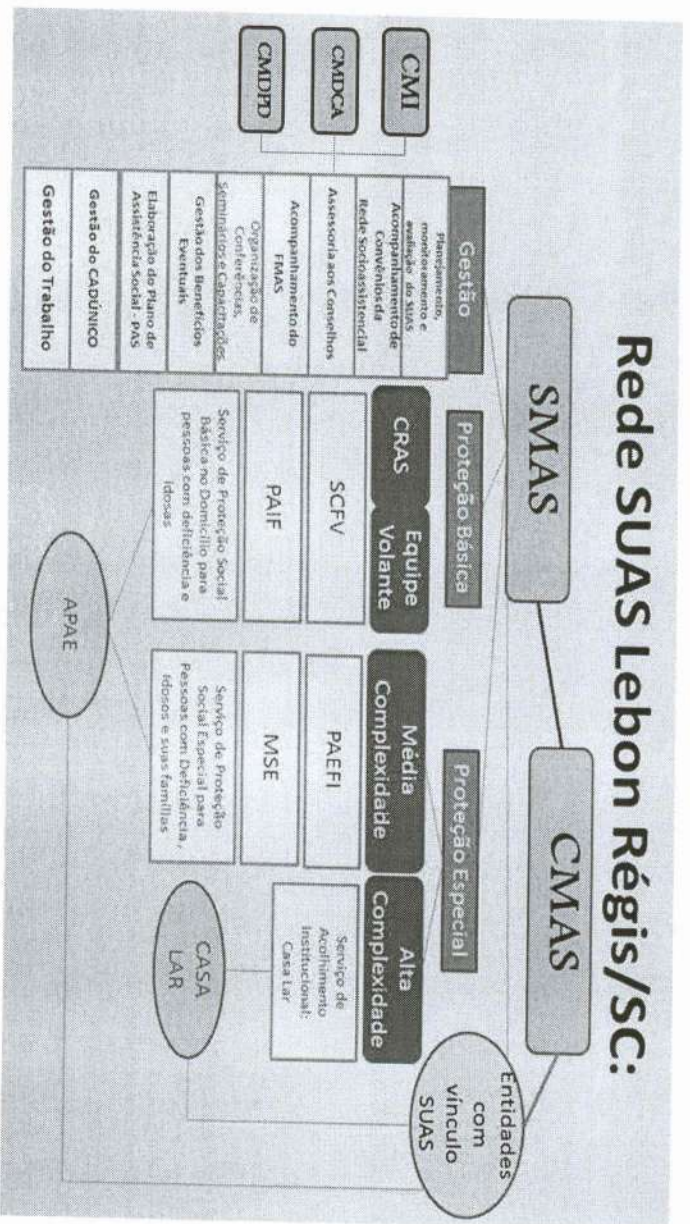 Rede SUAS Lebon Régis/SC:
SMAS
CMAS
Entidades
com
vínculo
SUAS
Gestão
Proteção Básica
Proteção Especial
CMI
CMDCA
CMDPD
Planejamento,
monitoramento e
avaliação do SUAS
Acompanhamento de
Convênios da
Rede Socioassistencial
Assessoria aos Conselhos
Acompanhamento do
FMAS
Organização de
Conferências,
Seminários e Capacitações
Gestão dos Benefícios
Eventuais
Elaboração do Plano de
Assistência Social - PAS
Gestão do CADÚNICO
Gestão do Trabalho
CRAS
Equipe
Volante
SCFV
PAIF
Serviço de Proteção Social
Básica no Domicílio para
pessoas com deficiência e
idosas
Média
Complexidade
PAEFI
MSE
Serviço de Proteção
Social Especial para
Pessoas com Deficiência,
Idosos e suas famílias
Alta
Complexidade
Serviço de
Acolhimento
Institucional:
Casa Lar
CASA
LAR
APAE